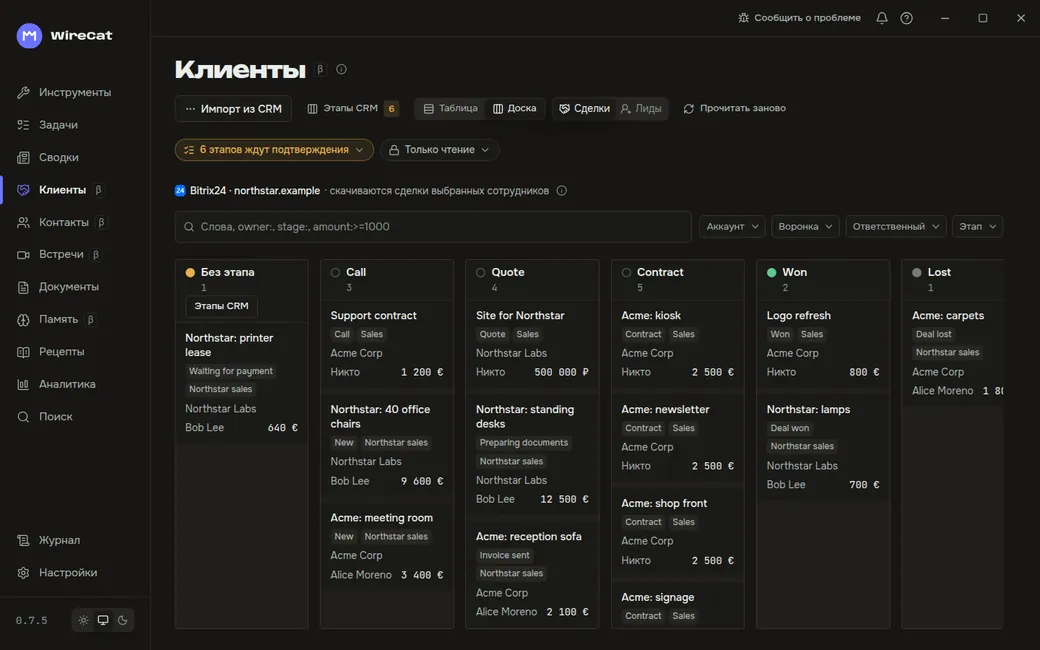 WireCat
Сообщить о проблеме
Инструменты
Задачи
Сводки
Клиенты β
Контакты β
Встречи β
Документы
Память β
Рецепты
Аналитика
Поиск
Журнал
Настройки
0.7.5
Клиенты β
Импорт из CRM
Этапы CRM 6
Таблица
Доска
Сделки
Лиды
Прочитать заново
6 этапов ждут подтверждения
Только чтение
24 Bitrix24 · northstar.example · скачиваются сделки выбранных сотрудников
Слова, owner:, stage:, amount:>=1000
Аккаунт
Воронка
Ответственный
Этап
Без этапа
1
Этапы CRM
Northstar: printer
lease
Waiting for payment
Northstar sales
Northstar Labs
Bob Lee 640 €
Call
3
Support contract
Call Sales
Acme Corp
Никто 1 200 €
Northstar: 40 office
chairs
New Northstar sales
Northstar Labs
Bob Lee 9 600 €
Acme: meeting room
New Northstar sales
Acme Corp
Alice Moreno 3 400 €
Quote
4
Site for Northstar
Quote Sales
Northstar Labs
Никто 500 000 ₽
Northstar: standing
desks
Preparing documents
Northstar sales
Northstar Labs
Bob Lee 12 500 €
Acme: reception sofa
Invoice sent
Northstar sales
Acme Corp
Alice Moreno 2 100 €
Contract
5
Acme: kiosk
Contract Sales
Acme Corp
Никто 2 500 €
Acme: newsletter
Contract Sales
Acme Corp
Никто 2 500 €
Acme: shop front
Contract Sales
Acme Corp
Никто 2 500 €
Acme: signage
Contract Sales
Won
2
Logo refresh
Won Sales
Acme Corp
Никто 800 €
Northstar: lamps
Deal won
Northstar sales
Northstar Labs
Bob Lee 700 €
Lost
1
Acme: carpets
Deal lost
Northstar sales
Acme Corp
Alice Moreno 1